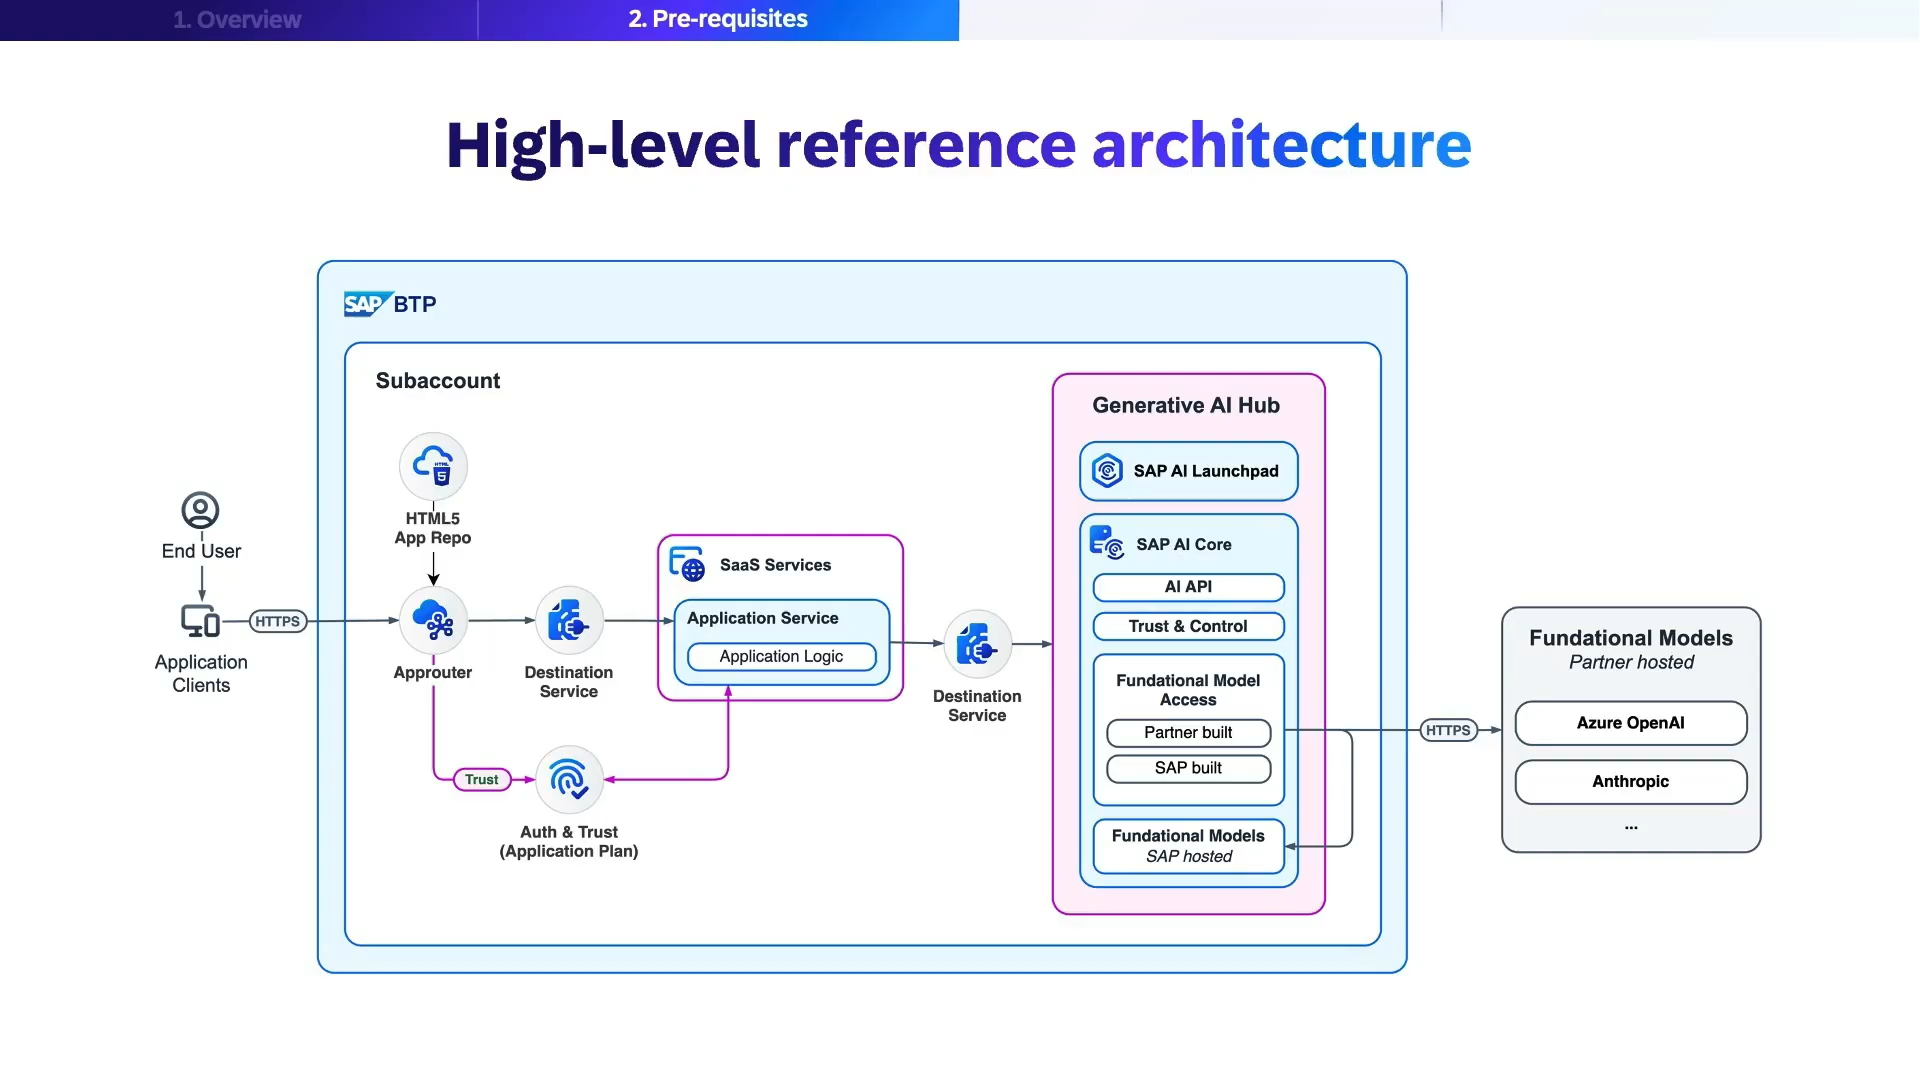 1. Overview
2. Pre-requisites
High-level reference architecture
SAP BTP
Subaccount
HTML
5
HTML5
App Repo
End User
Application
Clients
HTTPS
Approuter
Destination
Service
Trust
Auth & Trust
(Application Plan)
SaaS Services
Application Service
Application Logic
Destination
Service
Generative AI Hub
SAP AI Launchpad
SAP AI Core
AI API
Trust & Control
Fundational Model
Access
Partner built
SAP built
Fundational Models
SAP hosted
HTTPS
Fundational Models
Partner hosted
Azure OpenAI
Anthropic
...